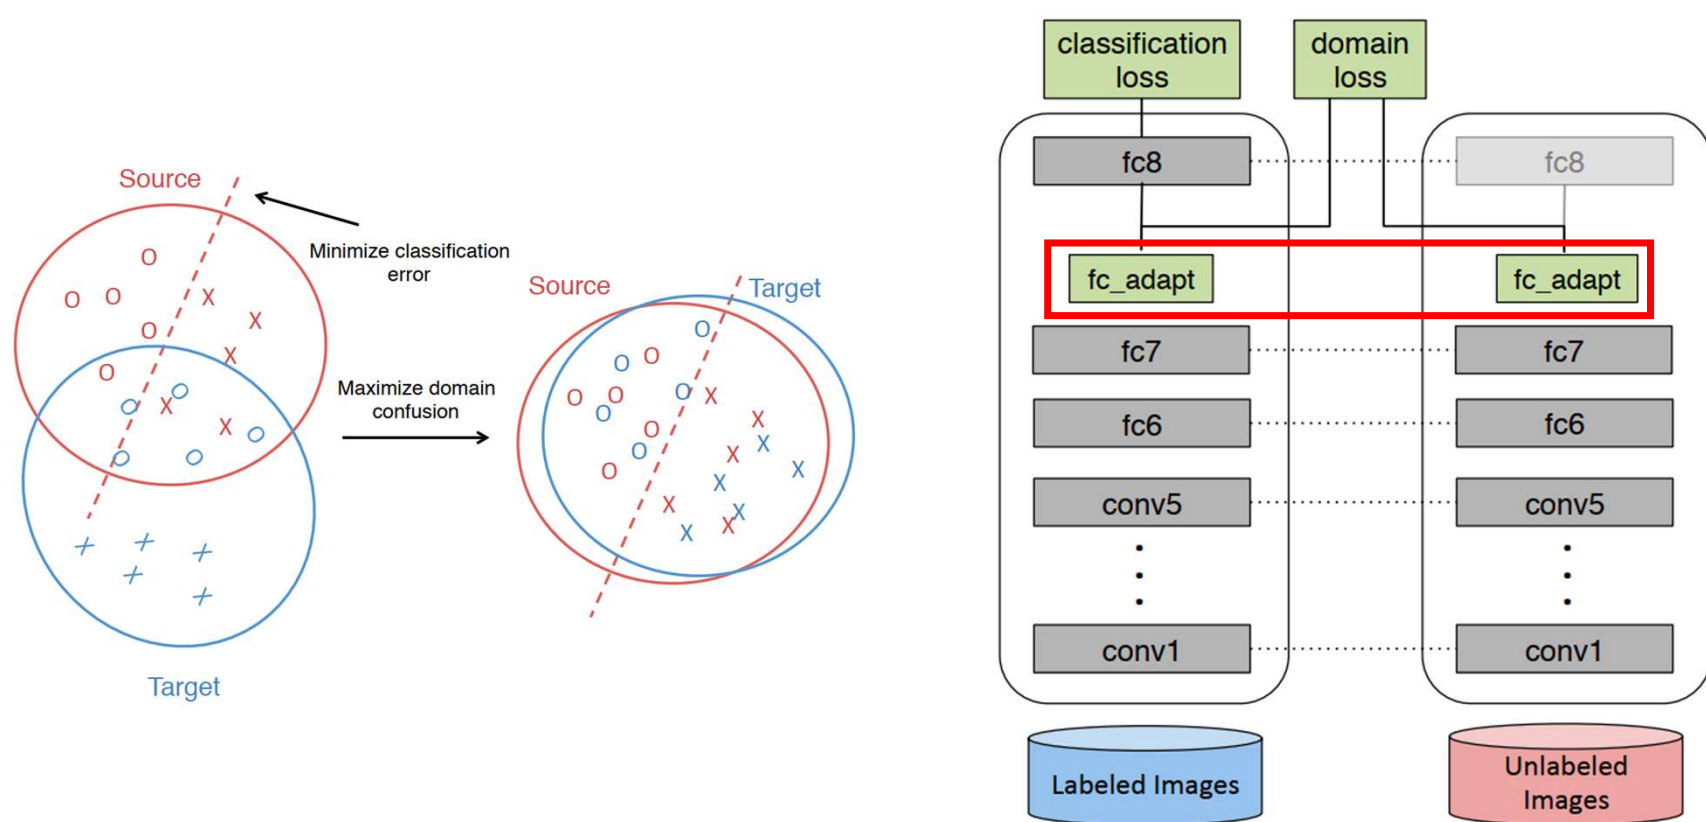 Source
Minimize classification
error
Target
Maximize domain
confusion
Source
Target
classification
loss
domain
loss
fc8
fc8
fc_adapt
fc_adapt
fc7
fc7
fc6
fc6
conv5
conv5
conv1
conv1
Labeled Images
Unlabeled
Images